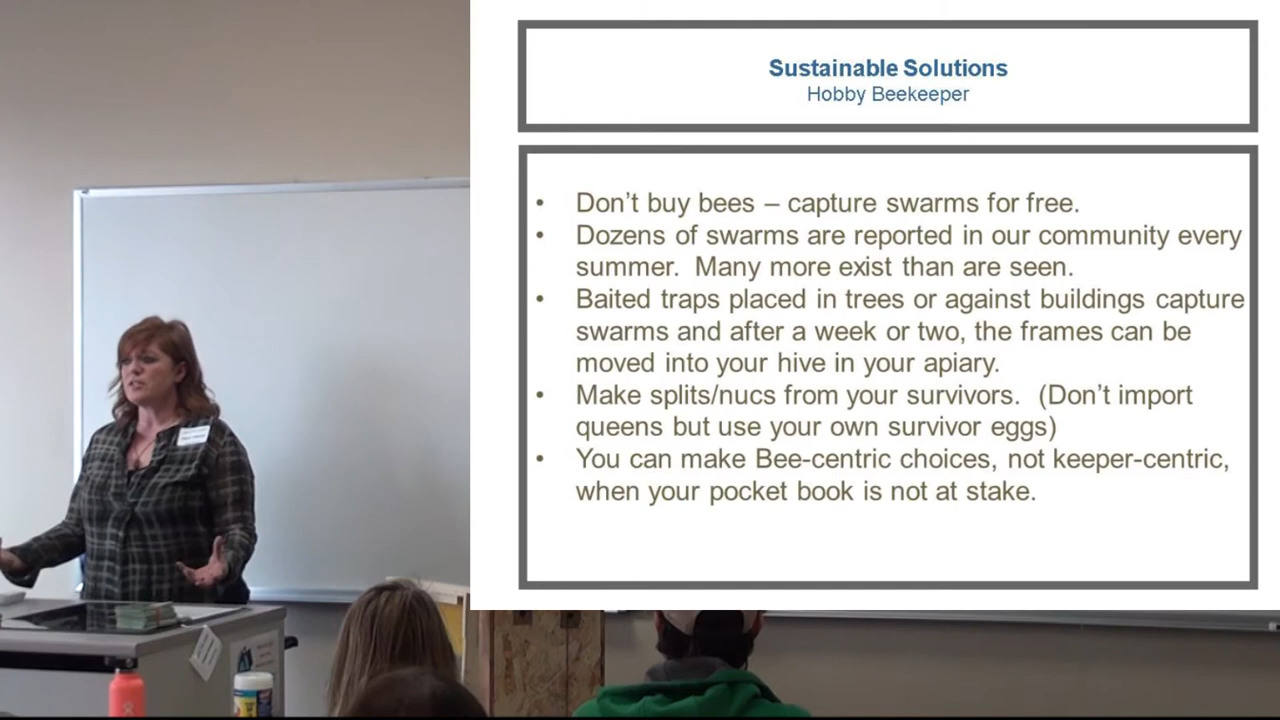 Sustainable Solutions
Hobby Beekeeper
• Don't buy bees – capture swarms for free.
• Dozens of swarms are reported in our community every
summer.  Many more exist than are seen.
• Baited traps placed in trees or against buildings capture
swarms and after a week or two, the frames can be
moved into your hive in your apiary.
• Make splits/nucs from your survivors.  (Don't import
queens but use your own survivor eggs)
• You can make Bee-centric choices, not keeper-centric,
when your pocket book is not at stake.